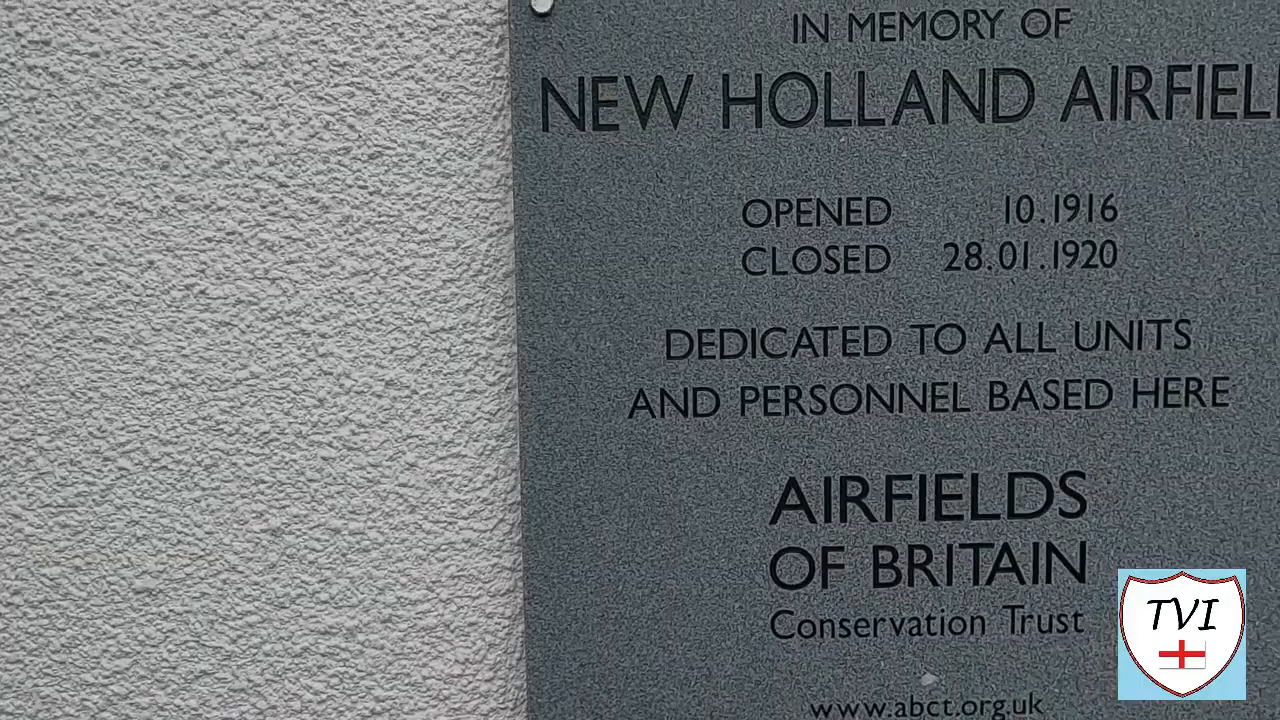 IN MEMORY OF
NEW HOLLAND AIRFIEL
OPENED 10.1916
CLOSED 28.01.1920
DEDICATED TO ALL UNITS
AND PERSONNEL BASED HERE
AIRFIELDS
OF BRITAIN
Conservation Trust
www.abct.org.uk
TVI